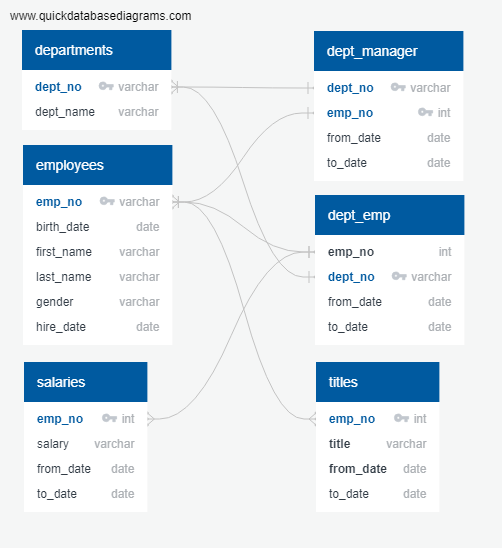 www.quickdatabasediagrams.com
departments
dept_no varchar
dept_name varchar
employees
emp_no varchar
birth_date date
first_name varchar
last_name varchar
gender varchar
hire_date date
salaries
emp_no int
salary varchar
from_date date
to_date date
dept_manager
dept_no varchar
emp_no int
from_date date
to_date date
dept_emp
emp_no int
dept_no varchar
from_date date
to_date date
titles
emp_no int
title varchar
from_date date
to_date date